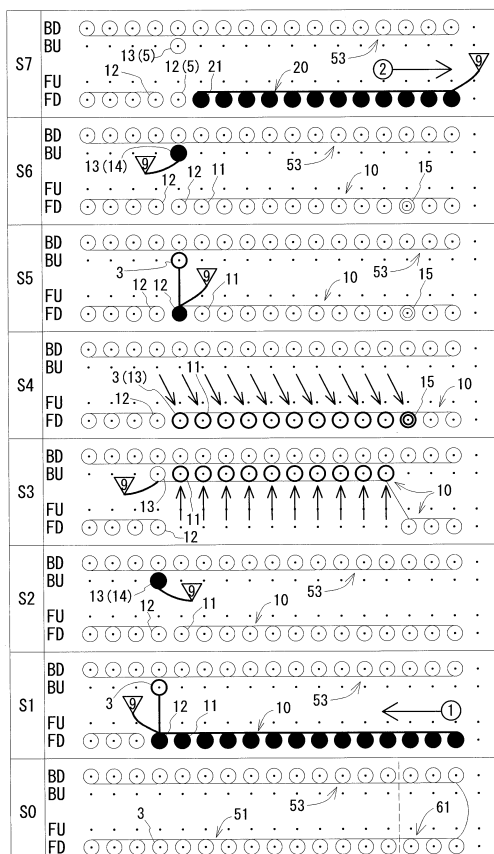 S7
BD
BU
FU
FD
13(5)
12
12(5)
21
20
53
②
9
S6
BD
BU
FU
FD
13(14)
9
12
12
11
53
10
15
S5
BD
BU
FU
FD
3
12
12
9
11
10
53
15
S4
BD
BU
FU
FD
3(13)
12
11
15
10
S3
BD
BU
FU
FD
9
13
11
12
10
S2
BD
BU
FU
FD
13(14)
9
12
11
10
53
S1
BD
BU
FU
FD
3
9
12
11
10
53
①
S0
BD
BU
FU
FD
3
51
53
61